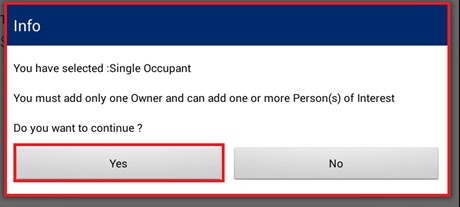 Info
You have selected :Single Occupant
You must add only one Owner and can add one or more Person(s) of Interest
Do you want to continue ?
Yes
No